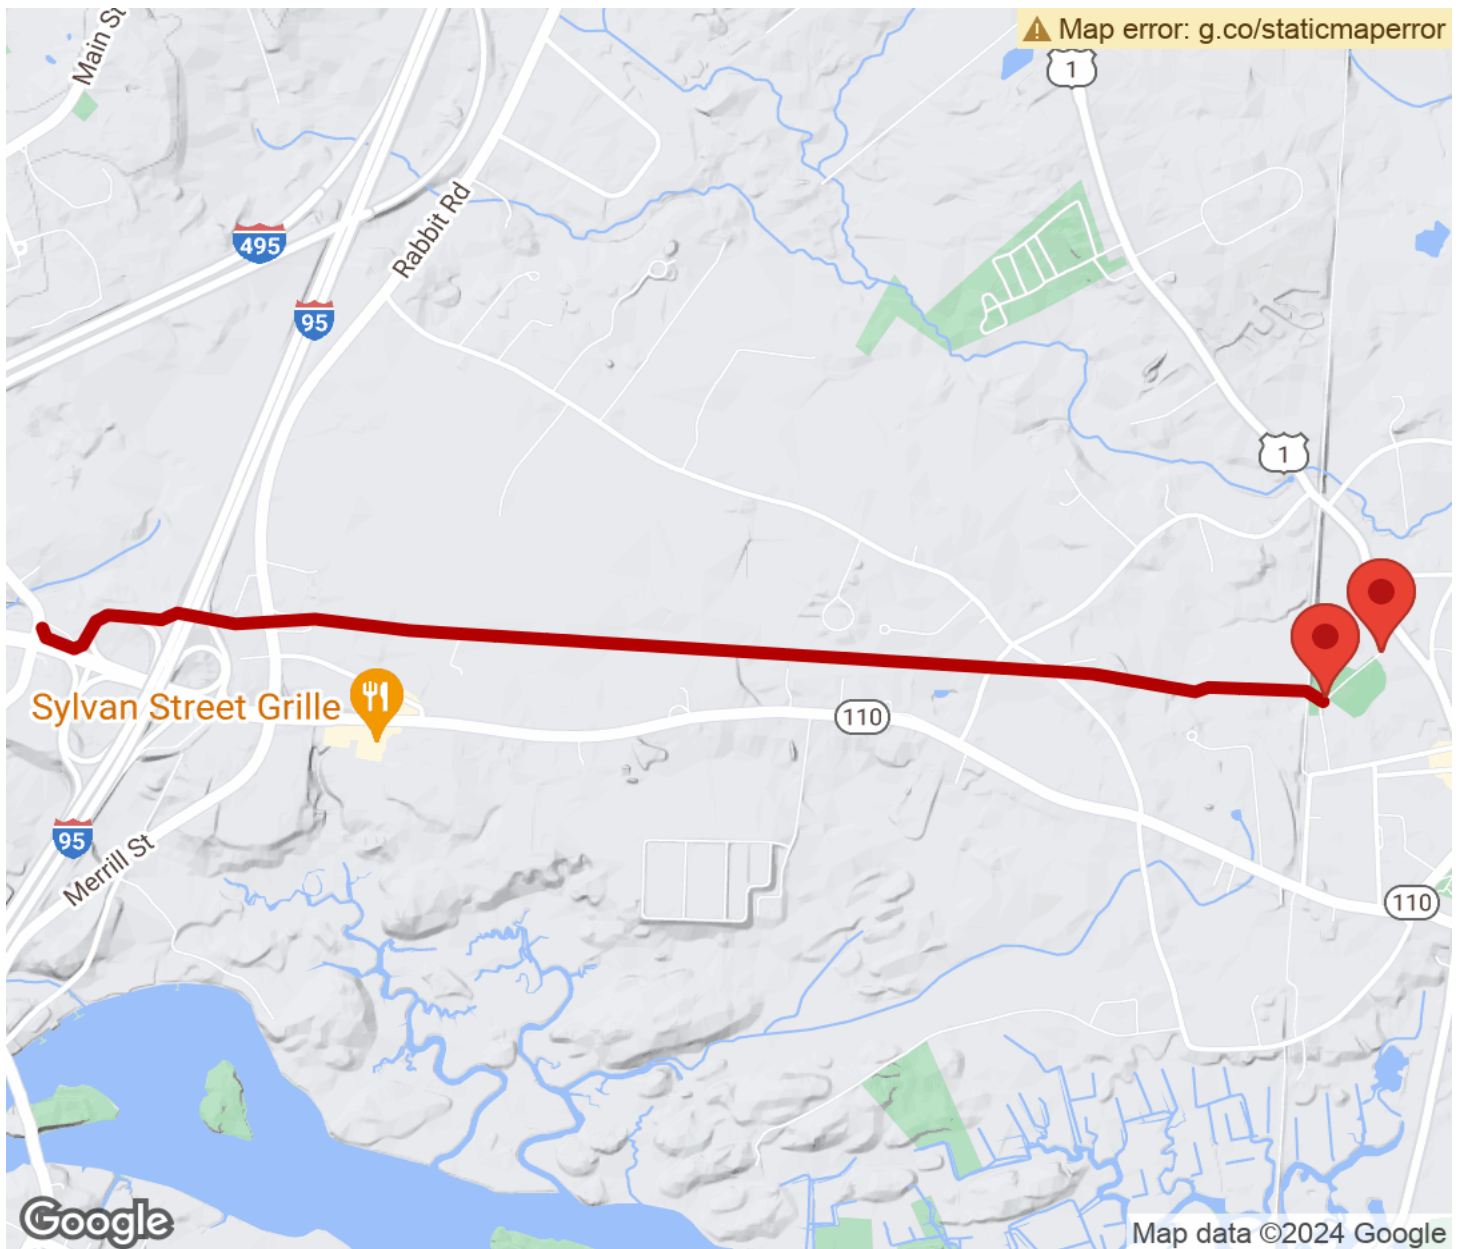 Main St
Map error: g.co/staticmaperror
1
Rabbit Rd
495
95
1
Sylvan Street Grille
110
95
Merrill St
110
Google
Map data ©2024 Google